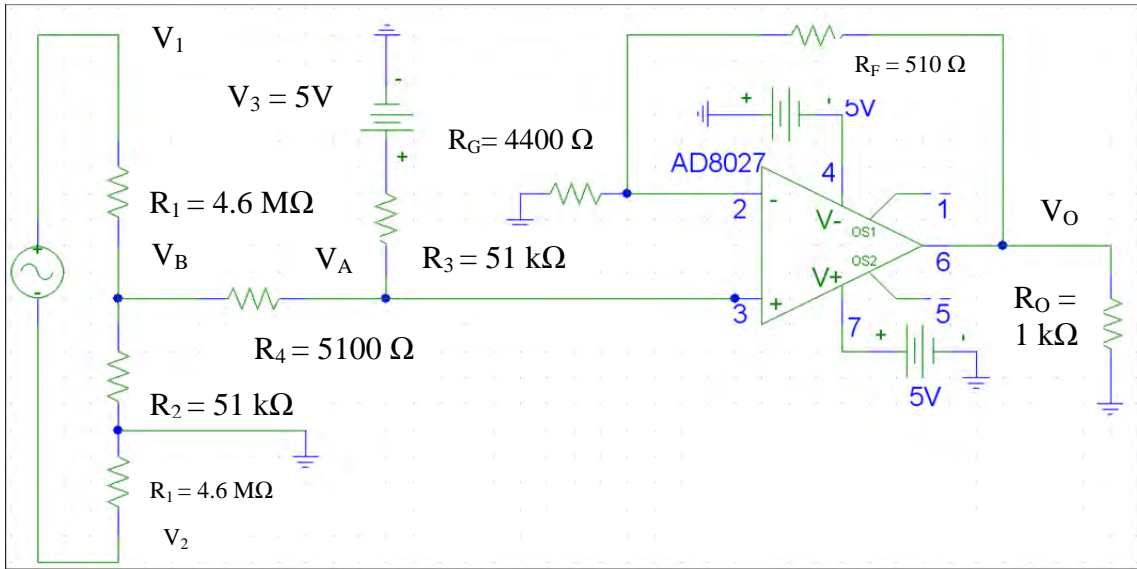 V1
V3 = 5V
-
+
R1 = 4.6 MΩ
VB
VA
R4 = 5100 Ω
R3 = 51 kΩ
R2 = 51 kΩ
R1 = 4.6 MΩ
V2
+
-
RG = 4400 Ω
RF = 510 Ω
+
-
5V
AD8027
4
2
-
V-
OS1
1
6
VO
3
+
V+
OS2
5
7
+
-
5V
RO =
1 kΩ